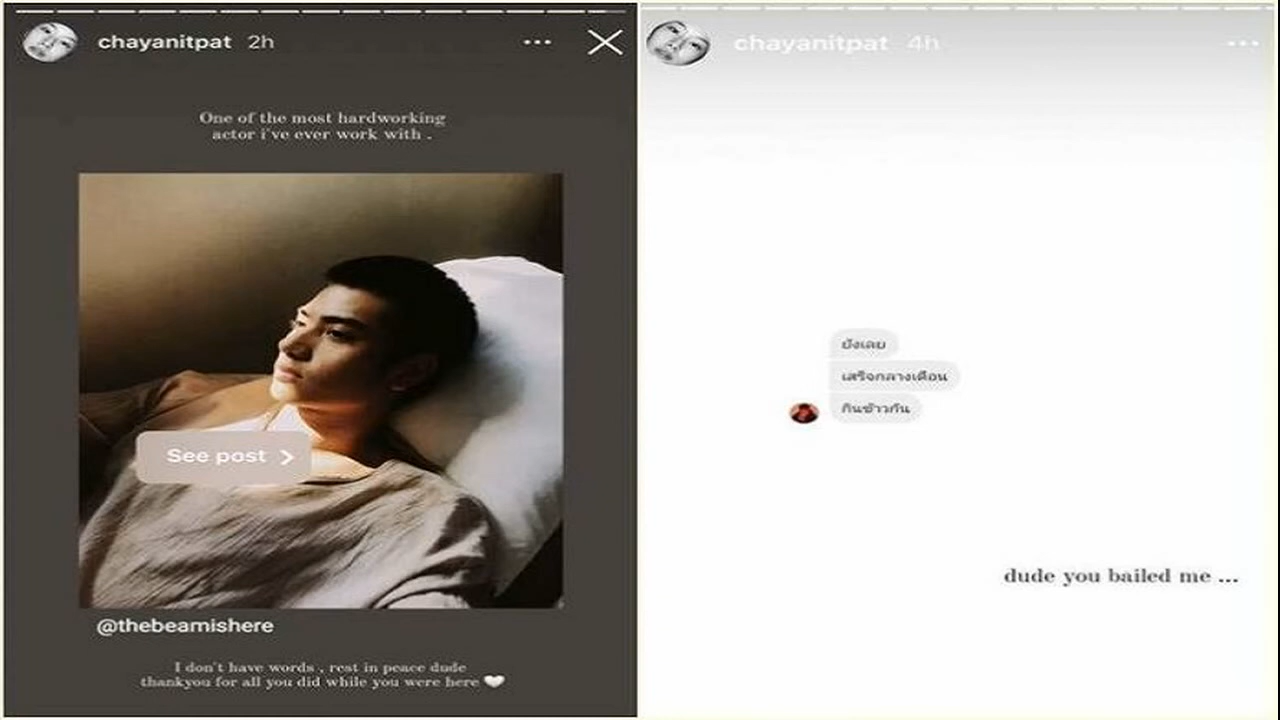 chayanitpat 2h
One of the most hardworking
actor i've ever work with .
See post
@thebeamishere
I don't have words , rest in peace dude
thankyou for all you did while you were here
chayanitpat 4h
ยังเลย
เสร็จกลางเดือน
กินข้าวกัน
dude you bailed me ...